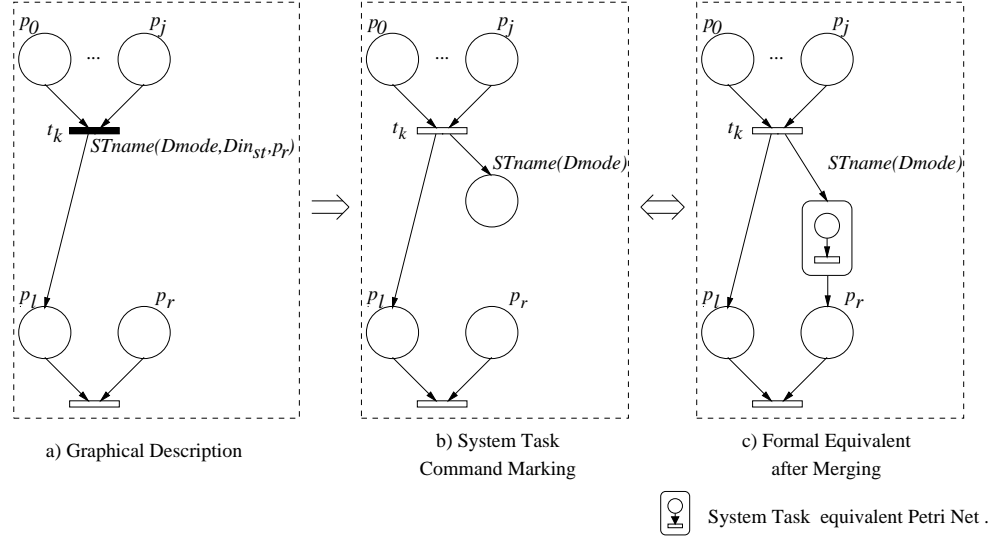 p0 ... pj
tk
STname(Dmode,Dinst,pr)
pl pr
a) Graphical Description
p0 ... pj
tk
STname(Dmode)
pl pr
b) System Task
Command Marking
p0 ... pj
tk
STname(Dmode)
pl pr
c) Formal Equivalent
after Merging
System Task equivalent Petri Net .